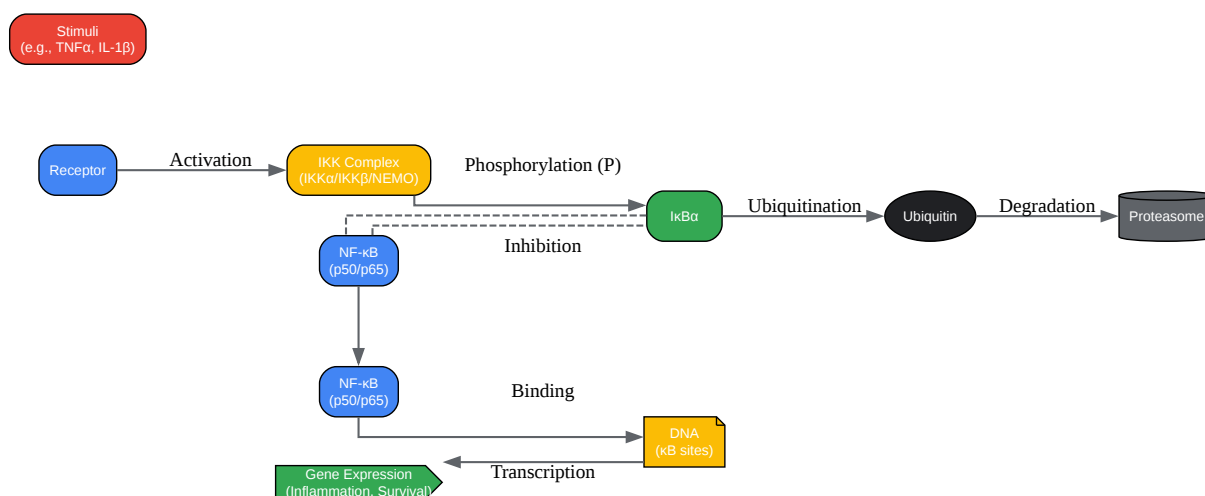 Stimuli
(e.g., TNFα, IL-1β)
Receptor
Activation
IKK Complex
(IKKα/IKKβ/NEMO)
Phosphorylation (P)
IκBα
Ubiquitination
Ubiquitin
Degradation
Proteasome
Inhibition
NF-κB
(p50/p65)
NF-κB
(p50/p65)
Binding
DNA
(κB sites)
Transcription
Gene Expression
(Inflammation, Survival)